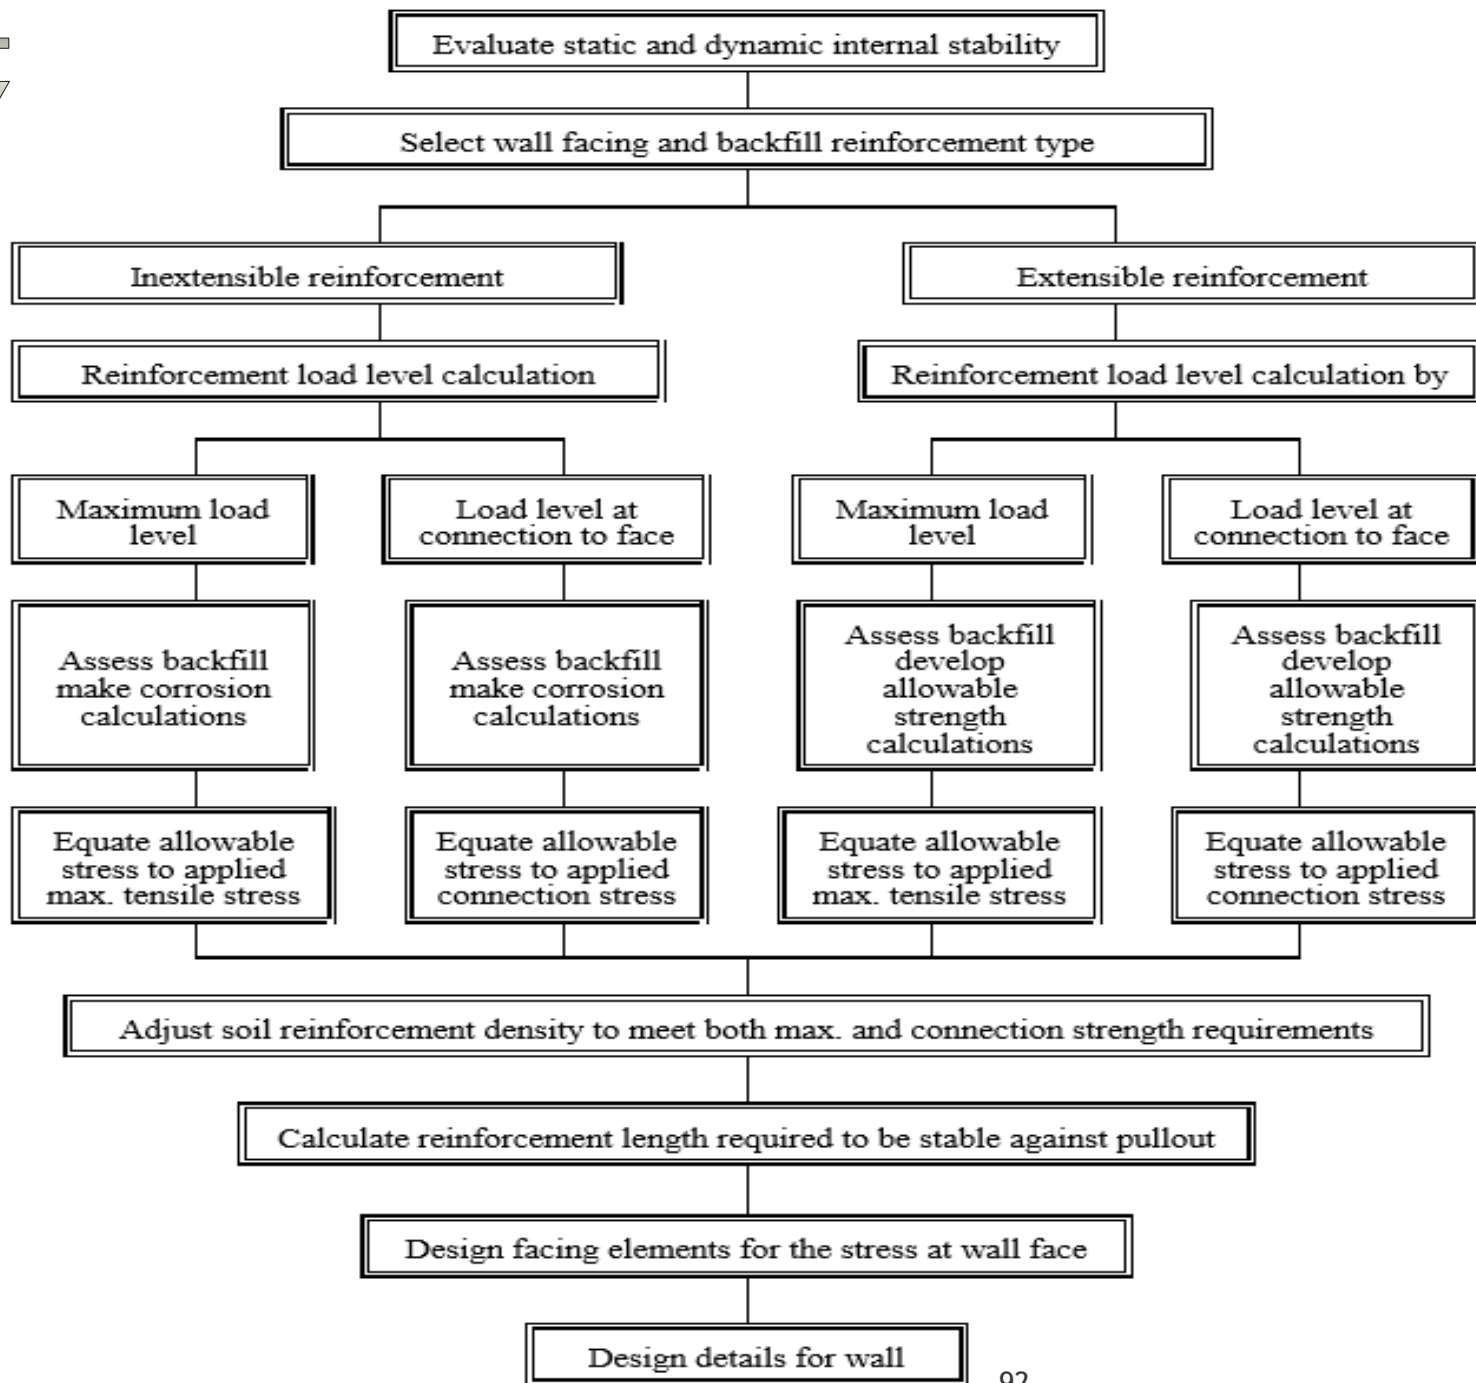 Evaluate static and dynamic internal stability
Select wall facing and backfill reinforcement type
Inextensible reinforcement
Extensible reinforcement
Reinforcement load level calculation
Reinforcement load level calculation by
Maximum load
level
Load level at
connection to face
Maximum load
level
Load level at
connection to face
Assess backfill
make corrosion
calculations
Assess backfill
make corrosion
calculations
Assess backfill
develop
allowable
strength
calculations
Assess backfill
develop
allowable
strength
calculations
Equate allowable
stress to applied
max. tensile stress
Equate allowable
stress to applied
connection stress
Equate allowable
stress to applied
max. tensile stress
Equate allowable
stress to applied
connection stress
Adjust soil reinforcement density to meet both max. and connection strength requirements
Calculate reinforcement length required to be stable against pullout
Design facing elements for the stress at wall face
Design details for wall
92